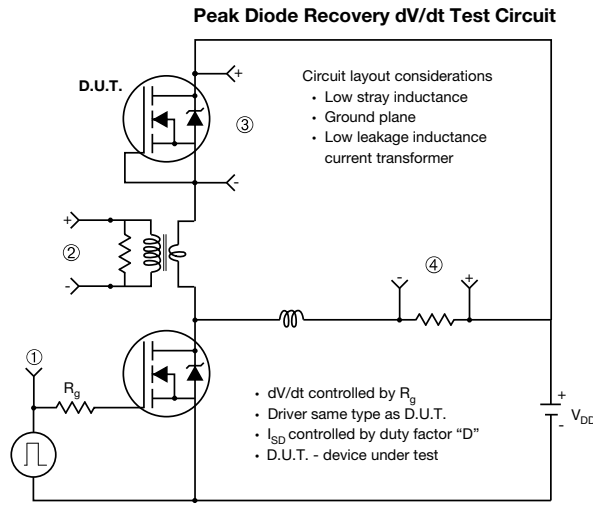 Peak Diode Recovery dV/dt Test Circuit
D.U.T.
+
Circuit layout considerations
• Low stray inductance
• Ground plane
• Low leakage inductance
current transformer
③
-
+
②
-
④
-
+
①
Rg
• dV/dt controlled by Rg
• Driver same type as D.U.T.
• ISD controlled by duty factor “D”
• D.U.T. - device under test
+
VDD
-